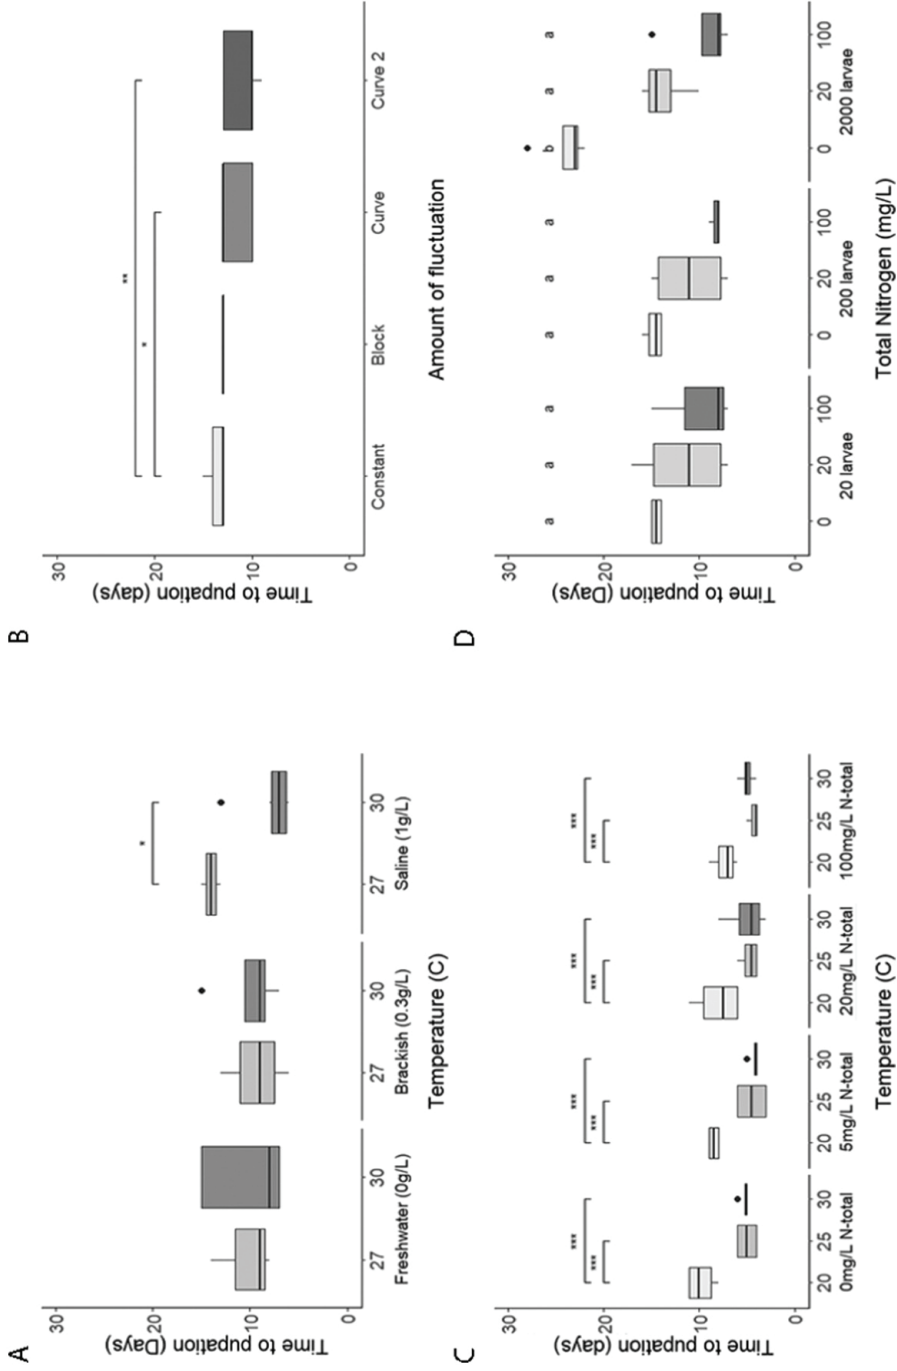 A
Time to pupation (Days)
30
20
10
0
*
27
30
27
30
27
30
Freshwater (0g/L)
Brackish (0.3g/L)
Saline (1g/L)
Temperature (C)
B
Time to pupation (days)
30
20
10
0
**
*
Constant
Block
Curve
Curve 2
Amount of fluctuation
C
Time to pupation (days)
30
20
10
0
***
***
***
***
***
***
***
***
20
25
30
20
25
30
20
25
30
20
25
30
0mg/L N-total
5mg/L N-total
20mg/L N-total
100mg/L N-total
Temperature (C)
D
Time to pupation (Days)
30
20
10
0
a
a
a
a
a
a
b
a
a
0
20
100
0
20
100
0
20
100
20 larvae
200 larvae
2000 larvae
Total Nitrogen (mg/L)